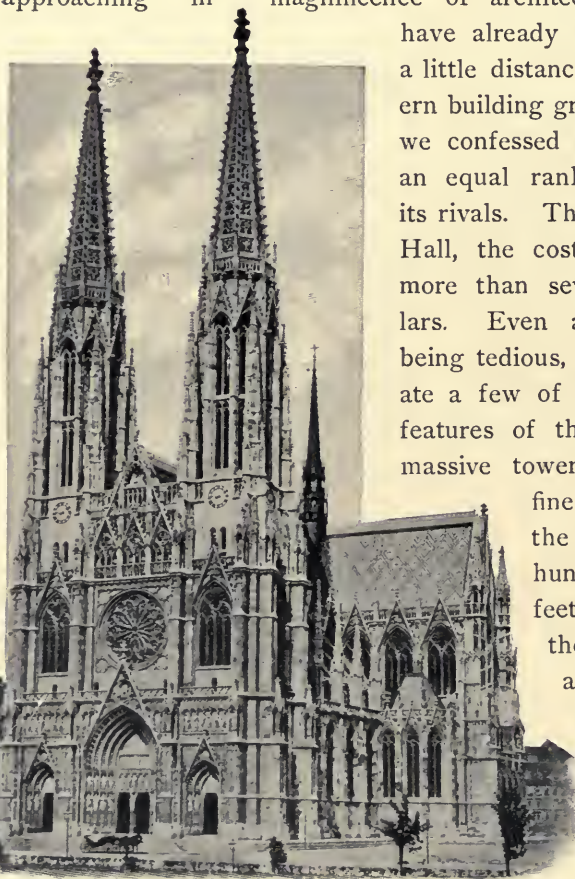 approaching in magnificence of archite
have already
a little distanc
ern building gr
we confessed
an equal rank
its rivals. Th
Hall, the cost
more than sev
lars. Even a
being tedious,
ate a few of
features of th
massive tower
fine
the
hun
feet
the
a